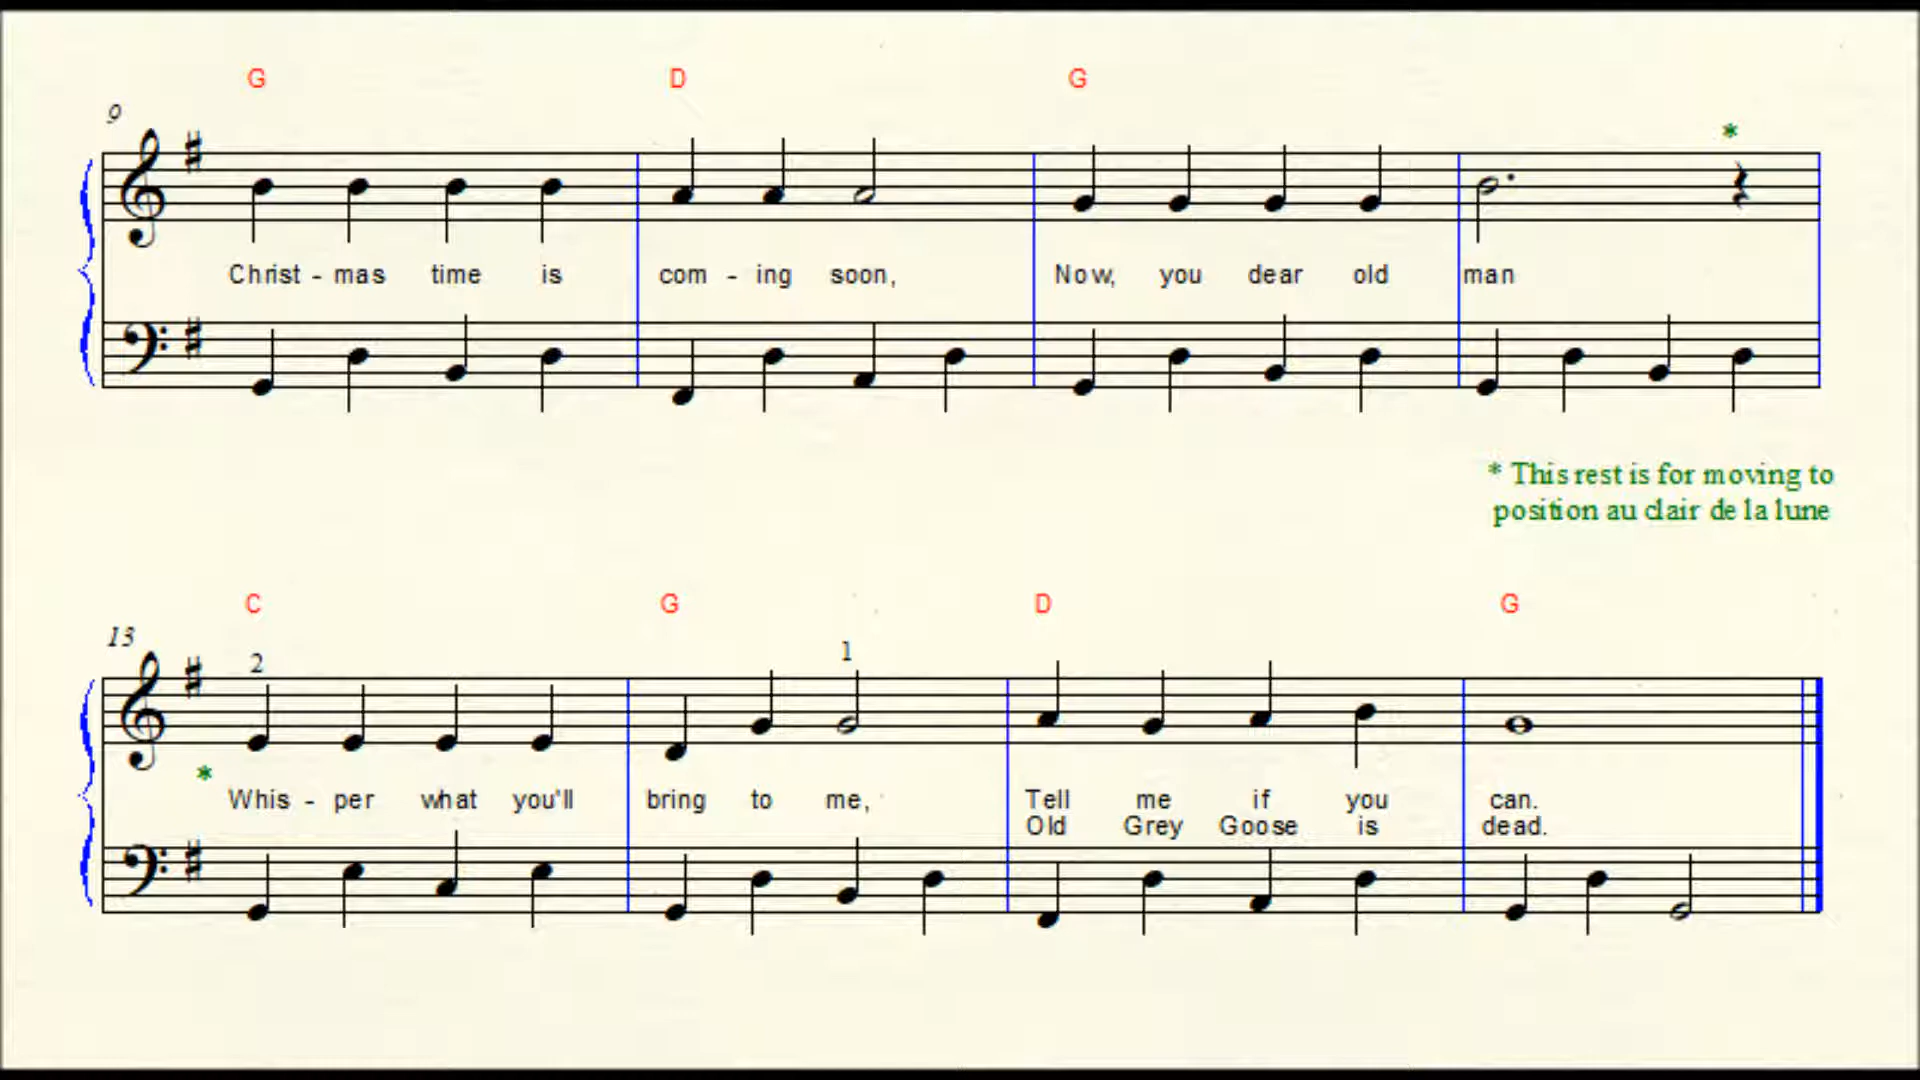 G D G
9
*
Christ - mas time is com - ing soon, Now, you dear old man
* This rest is for moving to
position au clair de la lune
C G D G
13
2 1
* Whis - per what you'll bring to me, Tell me if you can.
Old Grey Goose is dead.